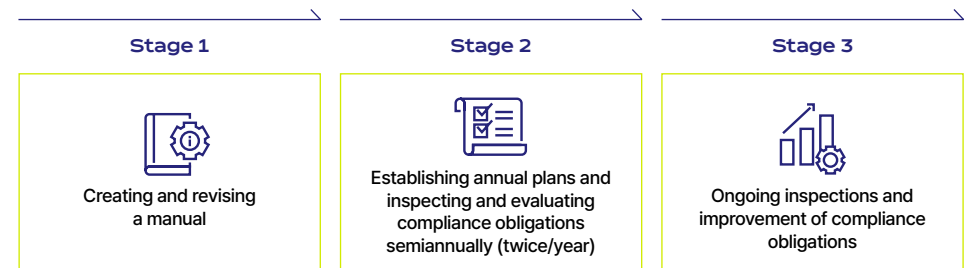 Stage 1
Stage 2
Stage 3
Creating and revising
a manual
Establishing annual plans and
inspecting and evaluating
compliance obligations
semiannually (twice/year)
Ongoing inspections and
improvement of compliance
obligations